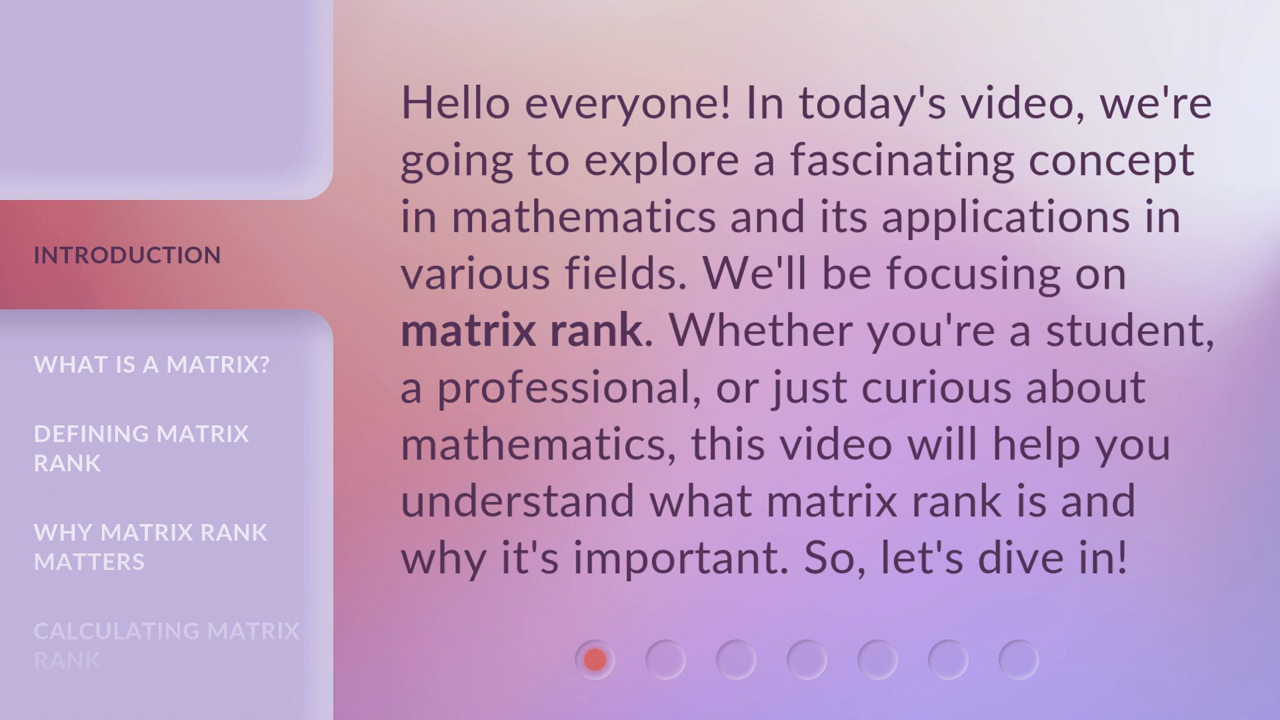 INTRODUCTION
WHAT IS A MATRIX?
DEFINING MATRIX
RANK
WHY MATRIX RANK
MATTERS
CALCULATING MATRIX
RANK
Hello everyone! In today's video, we're
going to explore a fascinating concept
in mathematics and its applications in
various fields. We'll be focusing on
matrix rank. Whether you're a student,
a professional, or just curious about
mathematics, this video will help you
understand what matrix rank is and
why it's important. So, let's dive in!